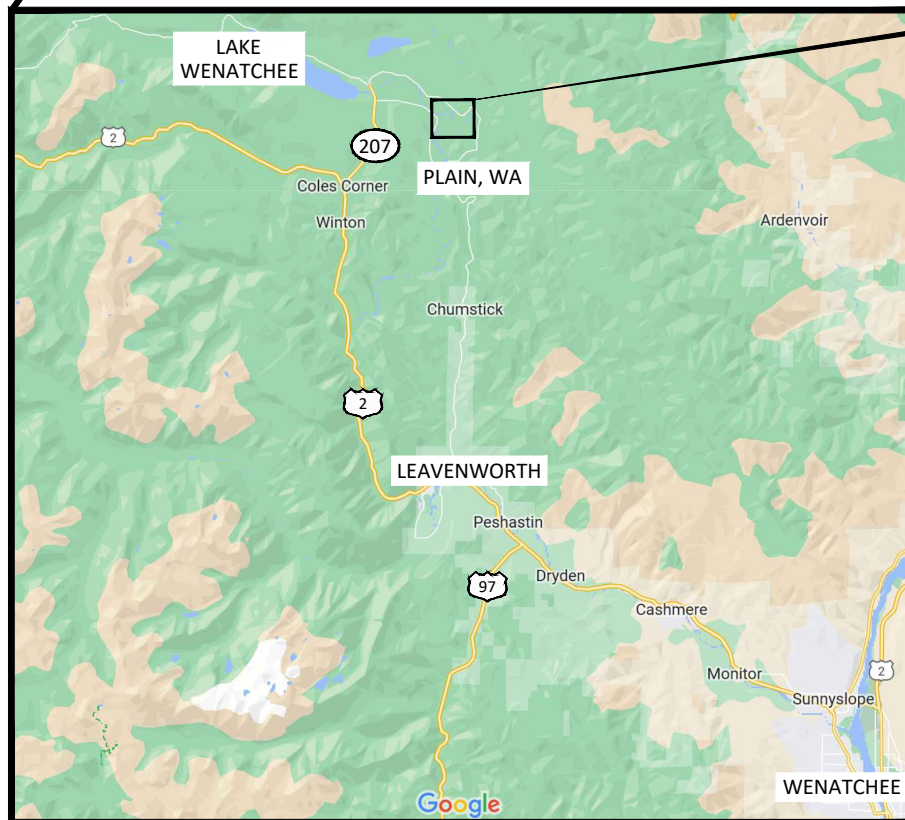 LAKE
WENATCHEE
2
207
PLAIN, WA
Coles Corner
Winton
Ardenvoir
Chumstick
2
LEAVENWORTH
Peshastin
97
Dryden
Cashmere
Monitor
2
Sunnyslope
WENATCHEE
Google